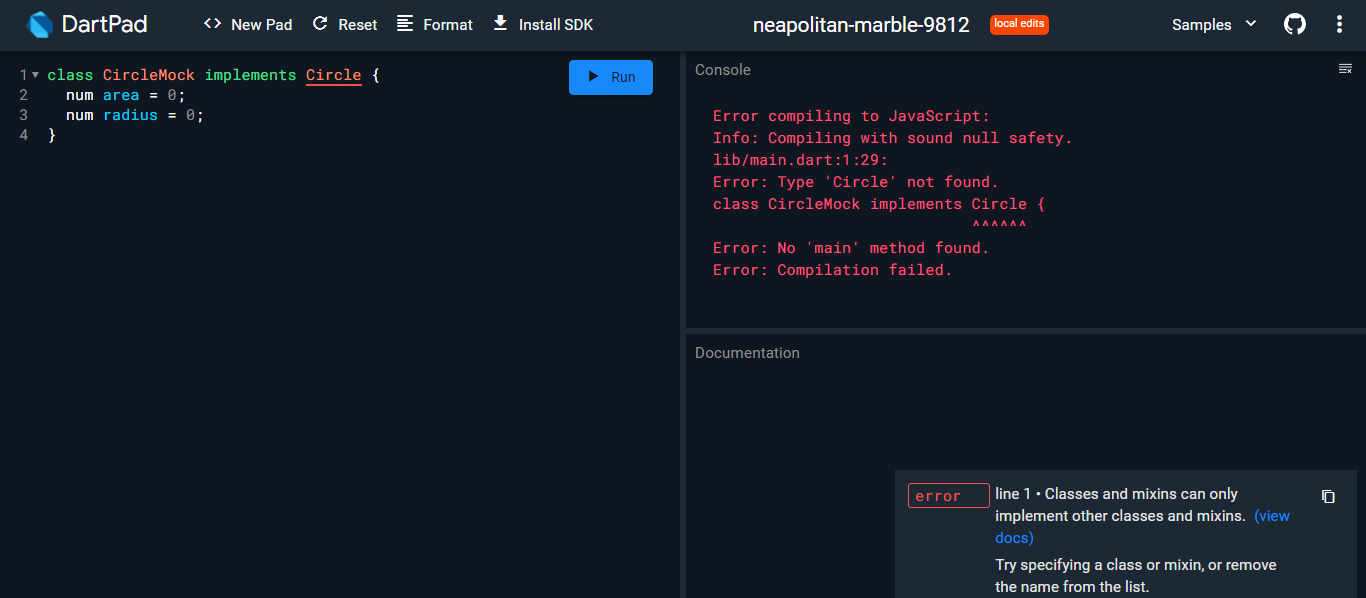 DartPad
New Pad
Reset
Format
Install SDK
neapolitan-marble-9812
local edits
Samples
1 class CircleMock implements Circle {
2   num area = 0;
3   num radius = 0;
4 }
Run
Console
Error compiling to JavaScript:
Info: Compiling with sound null safety.
lib/main.dart:1:29:
Error: Type 'Circle' not found.
class CircleMock implements Circle {
                            ^^^^^^
Error: No 'main' method found.
Error: Compilation failed.
Documentation
error
line 1 • Classes and mixins can only
implement other classes and mixins. (view
docs)
Try specifying a class or mixin, or remove
the name from the list.